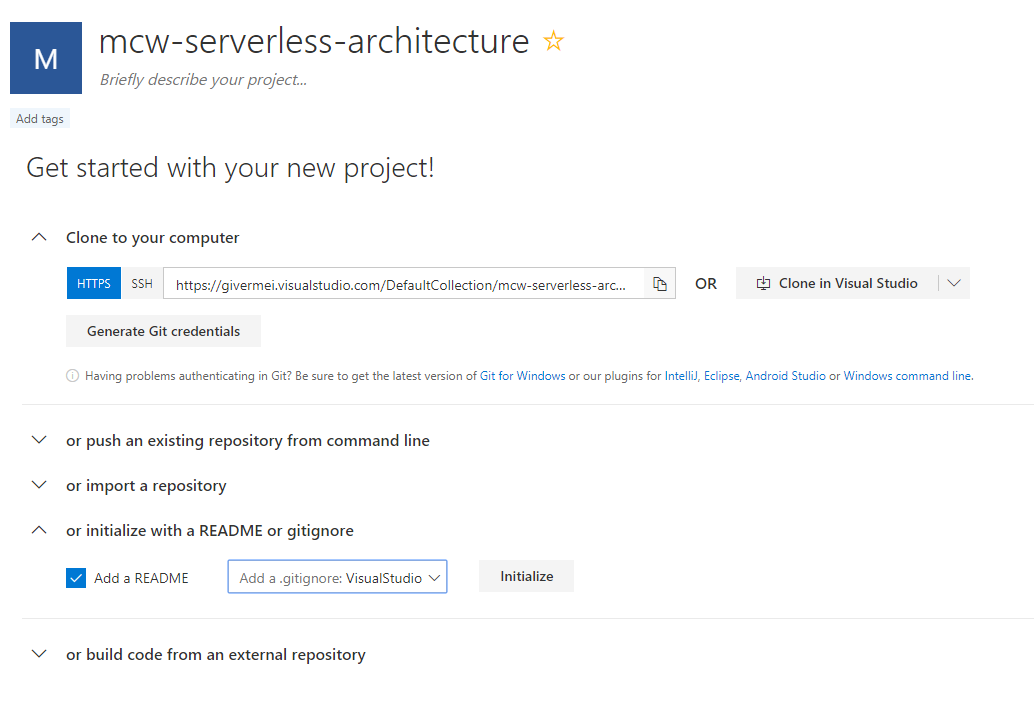 M
mcw-serverless-architecture
Briefly describe your project...
Add tags
Get started with your new project!
Clone to your computer
HTTPS SSH https://givermei.visualstudio.com/DefaultCollection/mcw-serverless-arc... OR Clone in Visual Studio
Generate Git credentials
Having problems authenticating in Git? Be sure to get the latest version of Git for Windows or our plugins for IntelliJ, Eclipse, Android Studio or Windows command line.
or push an existing repository from command line
or import a repository
or initialize with a README or gitignore
Add a README Add a .gitignore: VisualStudio Initialize
or build code from an external repository